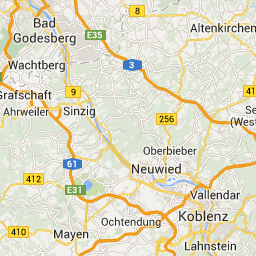 Bad
Godesberg
8
E35
Altenkirchen
3
Wachtberg
9
Grafschaft
41
Ahrweiler
Sinzig
256
Se
(West
Oberbieber
61
Neuwied
412
E31
Vallendar
Ochtendung
Koblenz
410
Mayen
Lahnstein